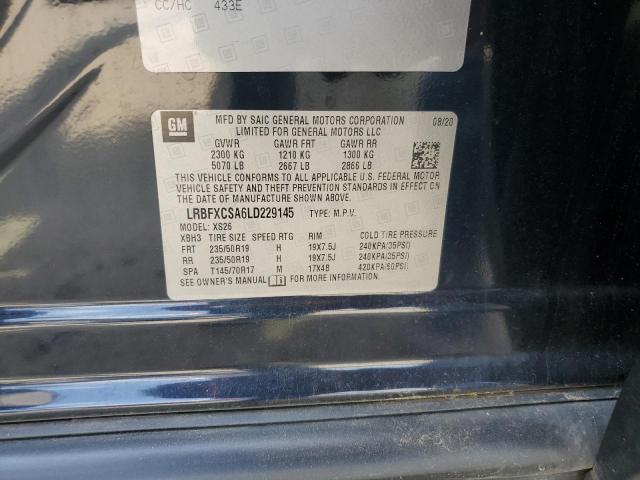 CC/HC 433E
GM
MFD BY SAIC GENERAL MOTORS CORPORATION 08/20
LIMITED FOR GENERAL MOTORS LLC
GVWR GAWR FRT GAWR RR
2300 KG 1210 KG 1300 KG
5070 LB 2667 LB 2866 LB
THIS VEHICLE CONFORMS TO ALL APPLICABLE U.S. FEDERAL MOTOR
VEHICLE SAFETY AND THEFT PREVENTION STANDARDS IN EFFECT ON
THE DATE OF MANUFACTURE SHOWN ABOVE.
LRBFXCSA6LD229145 TYPE: M.P.V.
MODEL: XS26
XBH3 TIRE SIZE SPEED RTG RIM COLD TIRE PRESSURE
FRT 235/50R19 H 19X7.5J 240KPA(35PSI)
RR 235/50R19 H 19X7.5J 240KPA(35PSI)
SPA T145/70R17 M 17X4B 420KPA(60PSI)
SEE OWNER'S MANUAL FOR MORE INFORMATION.